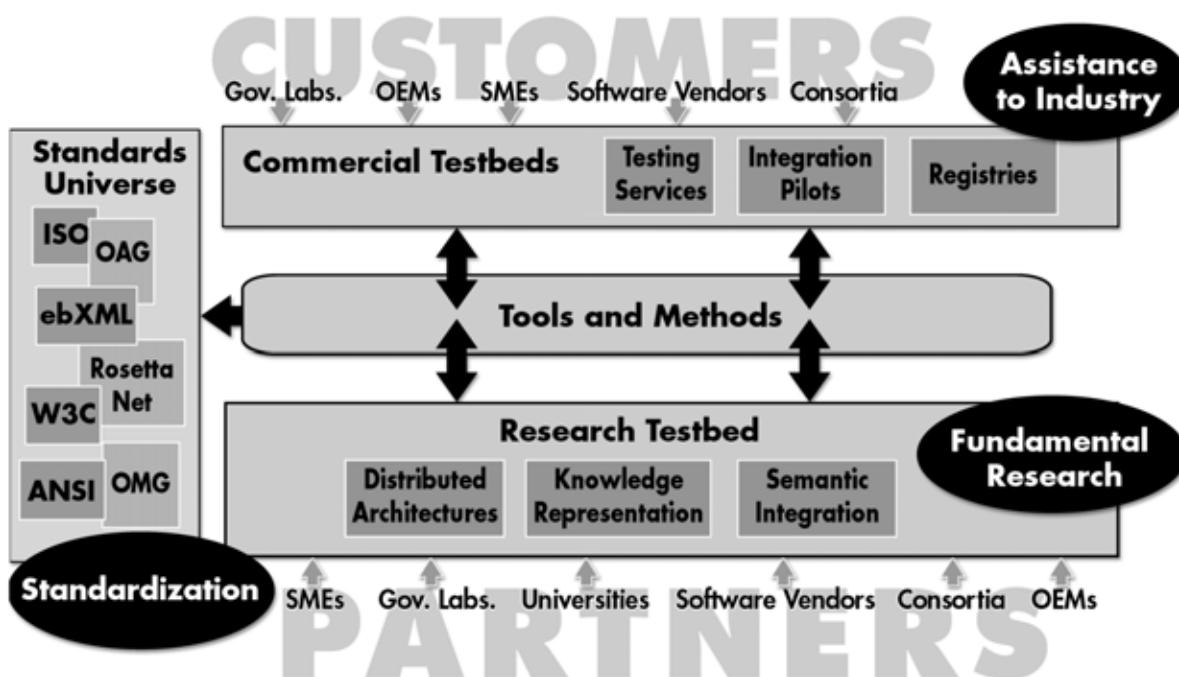 CUSTOMERS
Assistance
to Industry
Gov. Labs. OEMs SMEs Software Vendors Consortia
Standards
Universe
ISO
OAG
ebXML
Rosetta
Net
W3C
ANSI
OMG
Standardization
Commercial Testbeds
Testing
Services
Integration
Pilots
Registries
Tools and Methods
Research Testbed
Fundamental
Research
Distributed
Architectures
Knowledge
Representation
Semantic
Integration
SMEs Gov. Labs. Universities Software Vendors Consortia OEMs
PARTNERS